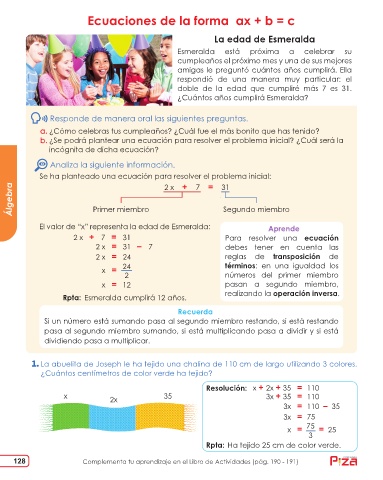 Ecuaciones de la forma ax + b = c
La edad de Esmeralda
Esmeralda está próxima a celebrar su
cumpleaños el próximo mes y una de sus mejores
amigas le preguntó cuántos años cumplirá. Ella
respondió de una manera muy particular: el
doble de la edad que cumpliré más 7 es 31.
¿Cuántos años cumplirá Esmeralda?
Responde de manera oral las siguientes preguntas.
a. ¿Cómo celebras tus cumpleaños? ¿Cuál fue el más bonito que has tenido?
b. ¿Se podrá plantear una ecuación para resolver el problema inicial? ¿Cuál será la
incógnita de dicha ecuación?
Analiza la siguiente información.
Se ha planteado una ecuación para resolver el problema inicial:
2 x + 7 = 31
Primer miembro Segundo miembro
Álgebra
El valor de “x” representa la edad de Esmeralda:
2 x + 7 = 31
2 x = 31 – 7
2 x = 24
x = 24
2
x = 12
Rpta: Esmeralda cumplirá 12 años.
Aprende
Para resolver una ecuación
debes tener en cuenta las
reglas de transposición de
términos: en una igualdad los
números del primer miembro
pasan a segundo miembro,
realizando la operación inversa.
Recuerda
Si un número está sumando pasa al segundo miembro restando, si está restando
pasa al segundo miembro sumando, si está multiplicando pasa a dividir y si está
dividiendo pasa a multiplicar.
1. La abuelita de Joseph le ha tejido una chalina de 110 cm de largo utilizando 3 colores.
¿Cuántos centímetros de color verde ha tejido?
x 2x 35
Resolución: x + 2x + 35 = 110
3x + 35 = 110
3x = 110 – 35
3x = 75
x = 75 = 25
3
Rpta: Ha tejido 25 cm de color verde.
128 Complementa tu aprendizaje en el Libro de Actividades (pág. 190 - 191)